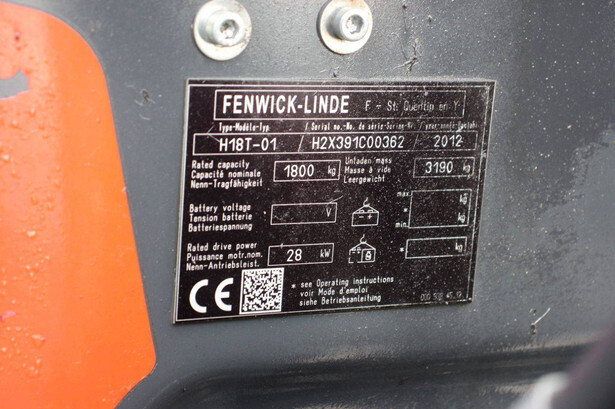 FENWICK-LINDE F - St. Quentin en Y.
Type-Modèle-Typ / Serial no.-No. de série-Serien-Nr. / year-année-Baujahr
H18T-01 / H2X391C00362 / 2012
Rated capacity
Capacité nominale
Nenn-Tragfähigkeit
1800 kg
Unladen mass
Masse à vide
Leergewicht
3190 kg
Battery voltage
Tension batterie
Batteriespannung
V
- +
max.
kg
*
min.
kg
Rated drive power
Puissance motr.nom.
Nenn-Antriebsleist.
28 kW
* kg
CE
* see Operating instructions
voir Mode d'emploi
siehe Betriebsanleitung